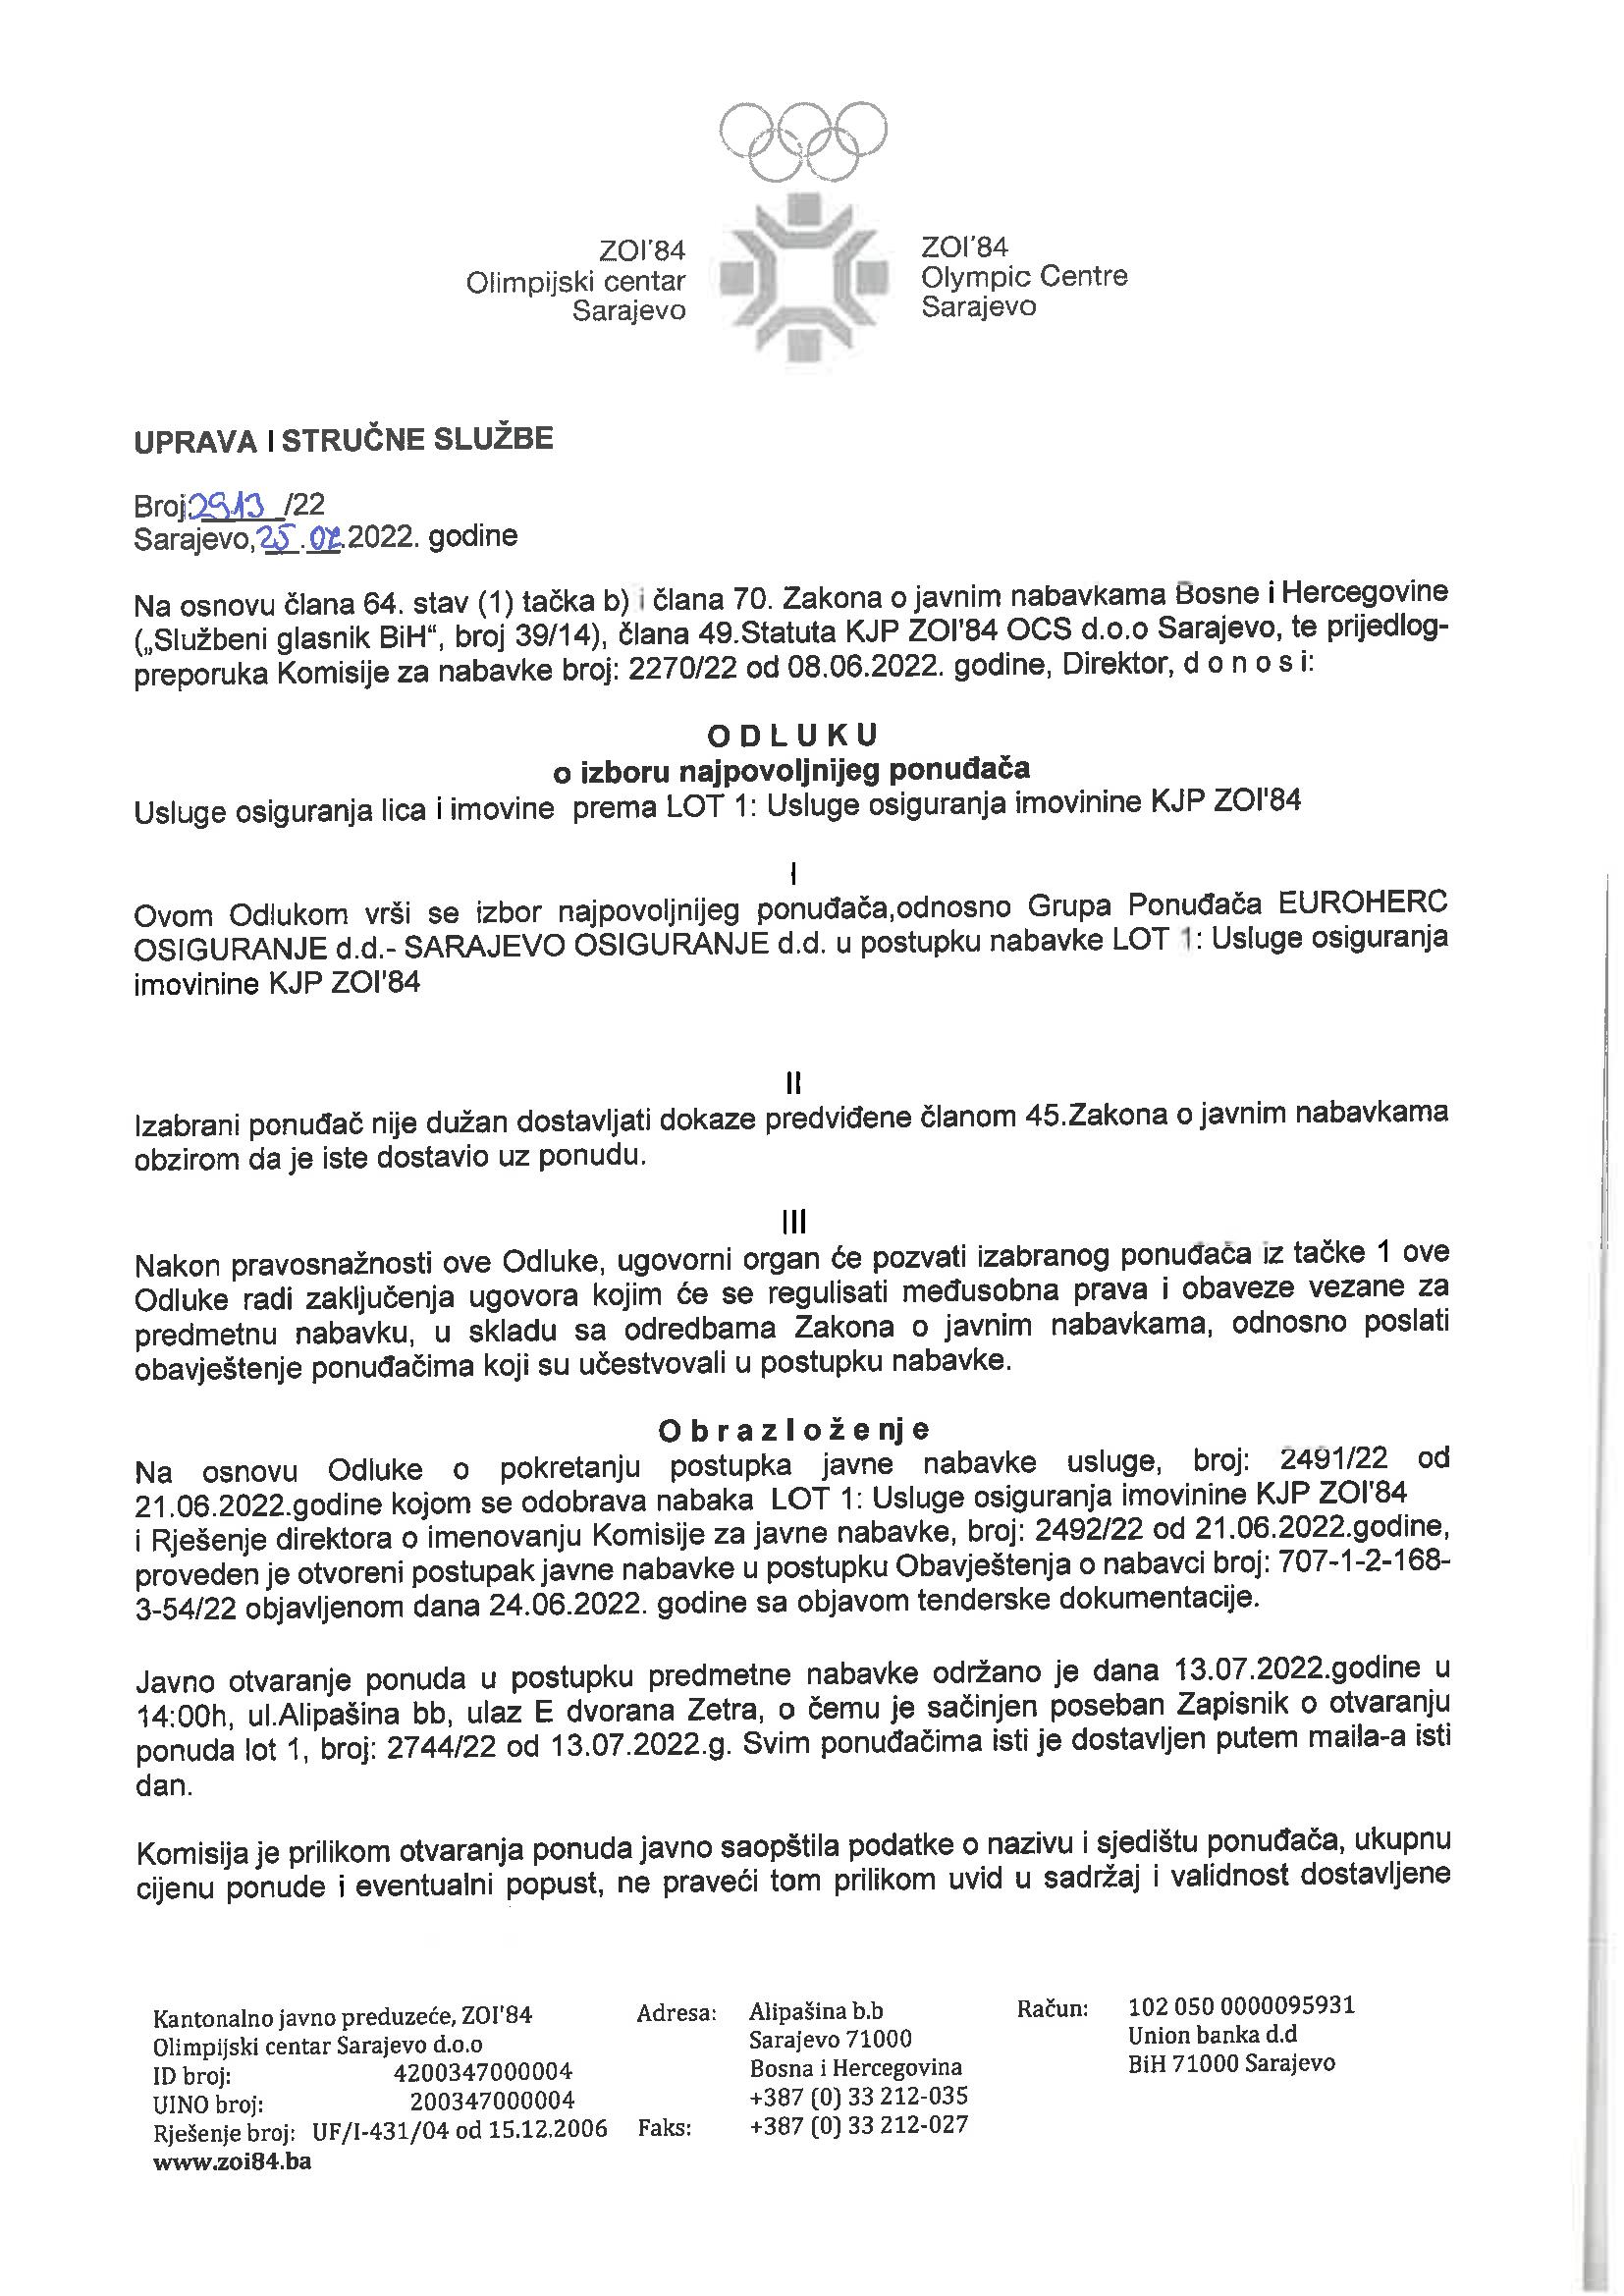 ZOI'84
Olimpijski centar
Sarajevo
ZOI'84
Olympic Centre
Sarajevo
UPRAVA I STRUČNE SLUŽBE
Broj:2913 /22
Sarajevo,25.07.2022. godine
Na osnovu člana 64. stav (1) tačka b) i člana 70. Zakona o javnim nabavkama Bosne i Hercegovine
(„Službeni glasnik BiH“, broj 39/14), člana 49.Statuta KJP ZOI'84 OCS d.o.o Sarajevo, te prijedlog-
preporuka Komisije za nabavke broj: 2270/22 od 08.06.2022. godine, Direktor, d o n o s i:
O D L U K U
o izboru najpovoljnijeg ponuđača
Usluge osiguranja lica i imovine prema LOT 1: Usluge osiguranja imovinine KJP ZOI'84
I
Ovom Odlukom vrši se izbor najpovoljnijeg ponuđača,odnosno Grupa Ponuđača EUROHERC
OSIGURANJE d.d.- SARAJEVO OSIGURANJE d.d. u postupku nabavke LOT 1: Usluge osiguranja
imovinine KJP ZOI'84
II
Izabrani ponuđač nije dužan dostavljati dokaze predviđene članom 45.Zakona o javnim nabavkama
obzirom da je iste dostavio uz ponudu.
III
Nakon pravosnažnosti ove Odluke, ugovorni organ će pozvati izabranog ponuđača iz tačke 1 ove
Odluke radi zaključenja ugovora kojim će se regulisati međusobna prava i obaveze vezane za
predmetnu nabavku, u skladu sa odredbama Zakona o javnim nabavkama, odnosno poslati
obavještenje ponuđačima koji su učestvovali u postupku nabavke.
O b r a z l o ž e nj e
Na osnovu Odluke o pokretanju postupka javne nabavke usluge, broj: 2491/22 od
21.06.2022.godine kojom se odobrava nabaka LOT 1: Usluge osiguranja imovinine KJP ZOI'84
i Rješenje direktora o imenovanju Komisije za javne nabavke, broj: 2492/22 od 21.06.2022.godine,
proveden je otvoreni postupak javne nabavke u postupku Obavještenja o nabavci broj: 707-1-2-168-
3-54/22 objavljenom dana 24.06.2022. godine sa objavom tenderske dokumentacije.
Javno otvaranje ponuda u postupku predmetne nabavke održano je dana 13.07.2022.godine u
14:00h, ul.Alipašina bb, ulaz E dvorana Zetra, o čemu je sačinjen poseban Zapisnik o otvaranju
ponuda lot 1, broj: 2744/22 od 13.07.2022.g. Svim ponuđačima isti je dostavljen putem maila-a isti
dan.
Komisija je prilikom otvaranja ponuda javno saopštila podatke o nazivu i sjedištu ponuđača, ukupnu
cijenu ponude i eventualni popust, ne praveći tom prilikom uvid u sadržaj i validnost dostavljene
Kantonalno javno preduzeće, ZOI'84
Olimpijski centar Sarajevo d.o.o
ID broj: 4200347000004
UINO broj: 200347000004
Rješenje broj: UF/I-431/04 od 15.12.2006
www.zoi84.ba
Adresa: Alipašina b.b
Sarajevo 71000
Bosna i Hercegovina
+387 (0) 33 212-035
Faks: +387 (0) 33 212-027
Račun: 102 050 0000095931
Union banka d.d
BiH 71000 Sarajevo